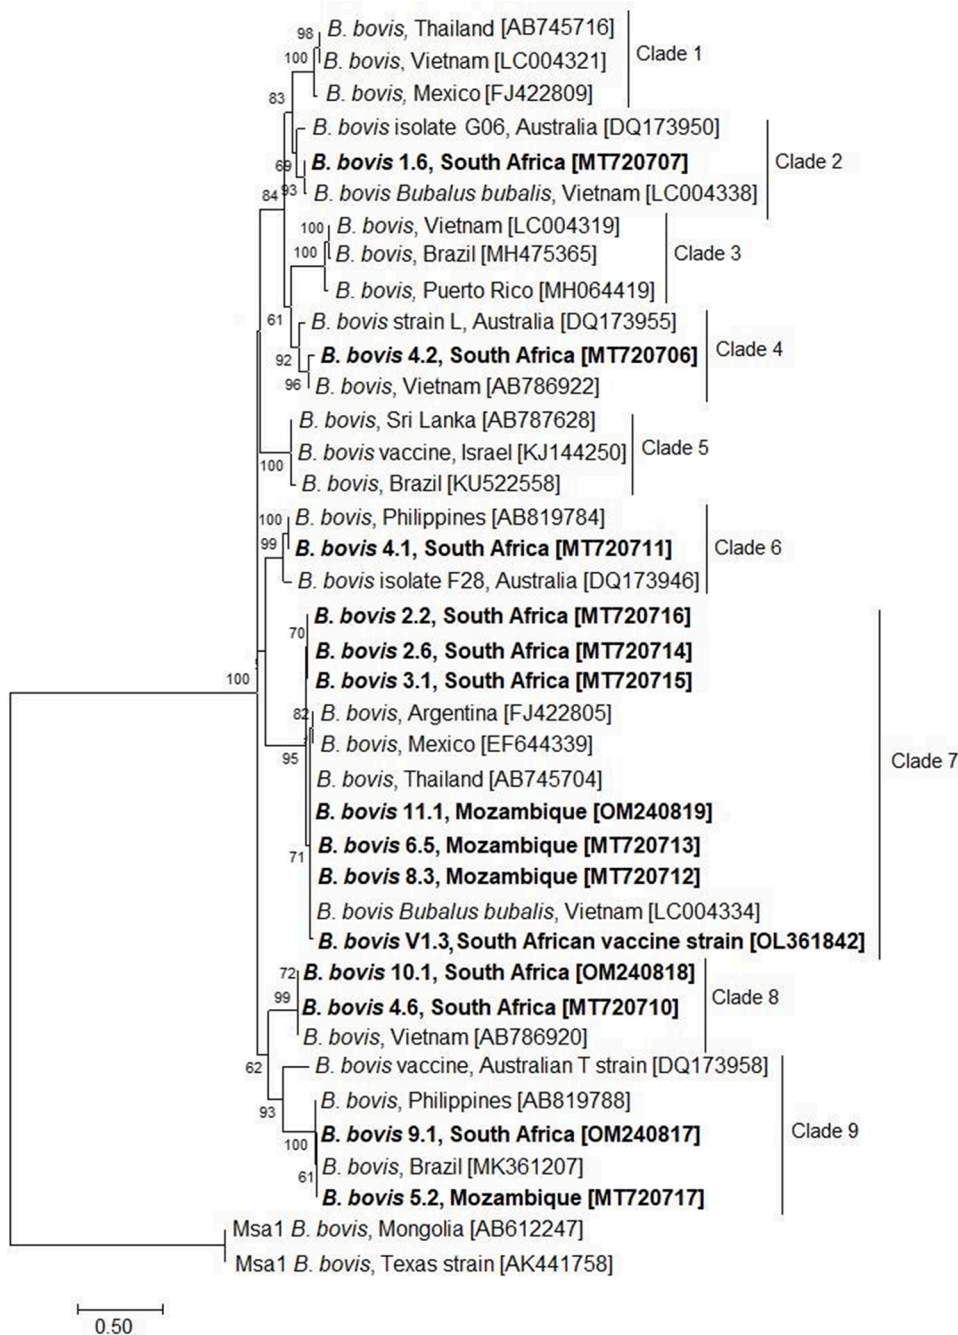 98
B. bovis, Thailand [AB745716]
100
B. bovis, Vietnam [LC004321]
Clade 1
B. bovis, Mexico [FJ422809]
83
B. bovis isolate G06, Australia [DQ173950]
69
B. bovis 1.6, South Africa [MT720707]
Clade 2
93
B. bovis Bubalus bubalis, Vietnam [LC004338]
84
100
B. bovis, Vietnam [LC004319]
100
B. bovis, Brazil [MH475365]
Clade 3
B. bovis, Puerto Rico [MH064419]
61
B. bovis strain L, Australia [DQ173955]
92
B. bovis 4.2, South Africa [MT720706]
Clade 4
96
B. bovis, Vietnam [AB786922]
B. bovis, Sri Lanka [AB787628]
B. bovis vaccine, Israel [KJ144250]
Clade 5
100
B. bovis, Brazil [KU522558]
100
B. bovis, Philippines [AB819784]
99
B. bovis 4.1, South Africa [MT720711]
Clade 6
B. bovis isolate F28, Australia [DQ173946]
B. bovis 2.2, South Africa [MT720716]
70
B. bovis 2.6, South Africa [MT720714]
B. bovis 3.1, South Africa [MT720715]
100
82
B. bovis, Argentina [FJ422805]
B. bovis, Mexico [EF644339]
95
Clade 7
B. bovis, Thailand [AB745704]
B. bovis 11.1, Mozambique [OM240819]
B. bovis 6.5, Mozambique [MT720713]
71
B. bovis 8.3, Mozambique [MT720712]
B. bovis Bubalus bubalis, Vietnam [LC004334]
B. bovis V1.3, South African vaccine strain [OL361842]
72
B. bovis 10.1, South Africa [OM240818]
99
B. bovis 4.6, South Africa [MT720710]
Clade 8
B. bovis, Vietnam [AB786920]
62
B. bovis vaccine, Australian T strain [DQ173958]
93
B. bovis, Philippines [AB819788]
100
B. bovis 9.1, South Africa [OM240817]
Clade 9
B. bovis, Brazil [MK361207]
61
B. bovis 5.2, Mozambique [MT720717]
Msa1 B. bovis, Mongolia [AB612247]
Msa1 B. bovis, Texas strain [AK441758]
0.50